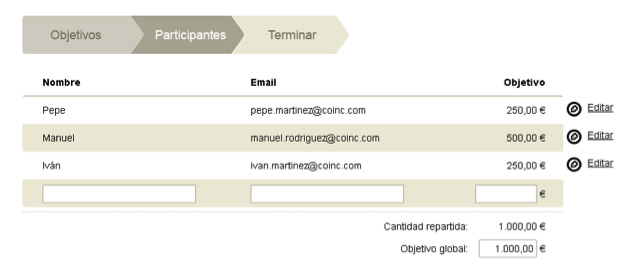 Objetivos Participantes Terminar
Nombre Email Objetivo
Pepe pepe.martinez@coinc.com 250,00 € Editar
Manuel manuel.rodriguez@coinc.com 500,00 € Editar
Iván ivan.martinez@coinc.com 250,00 € Editar
€
Cantidad repartida: 1.000,00 €
Objetivo global: 1.000,00 €